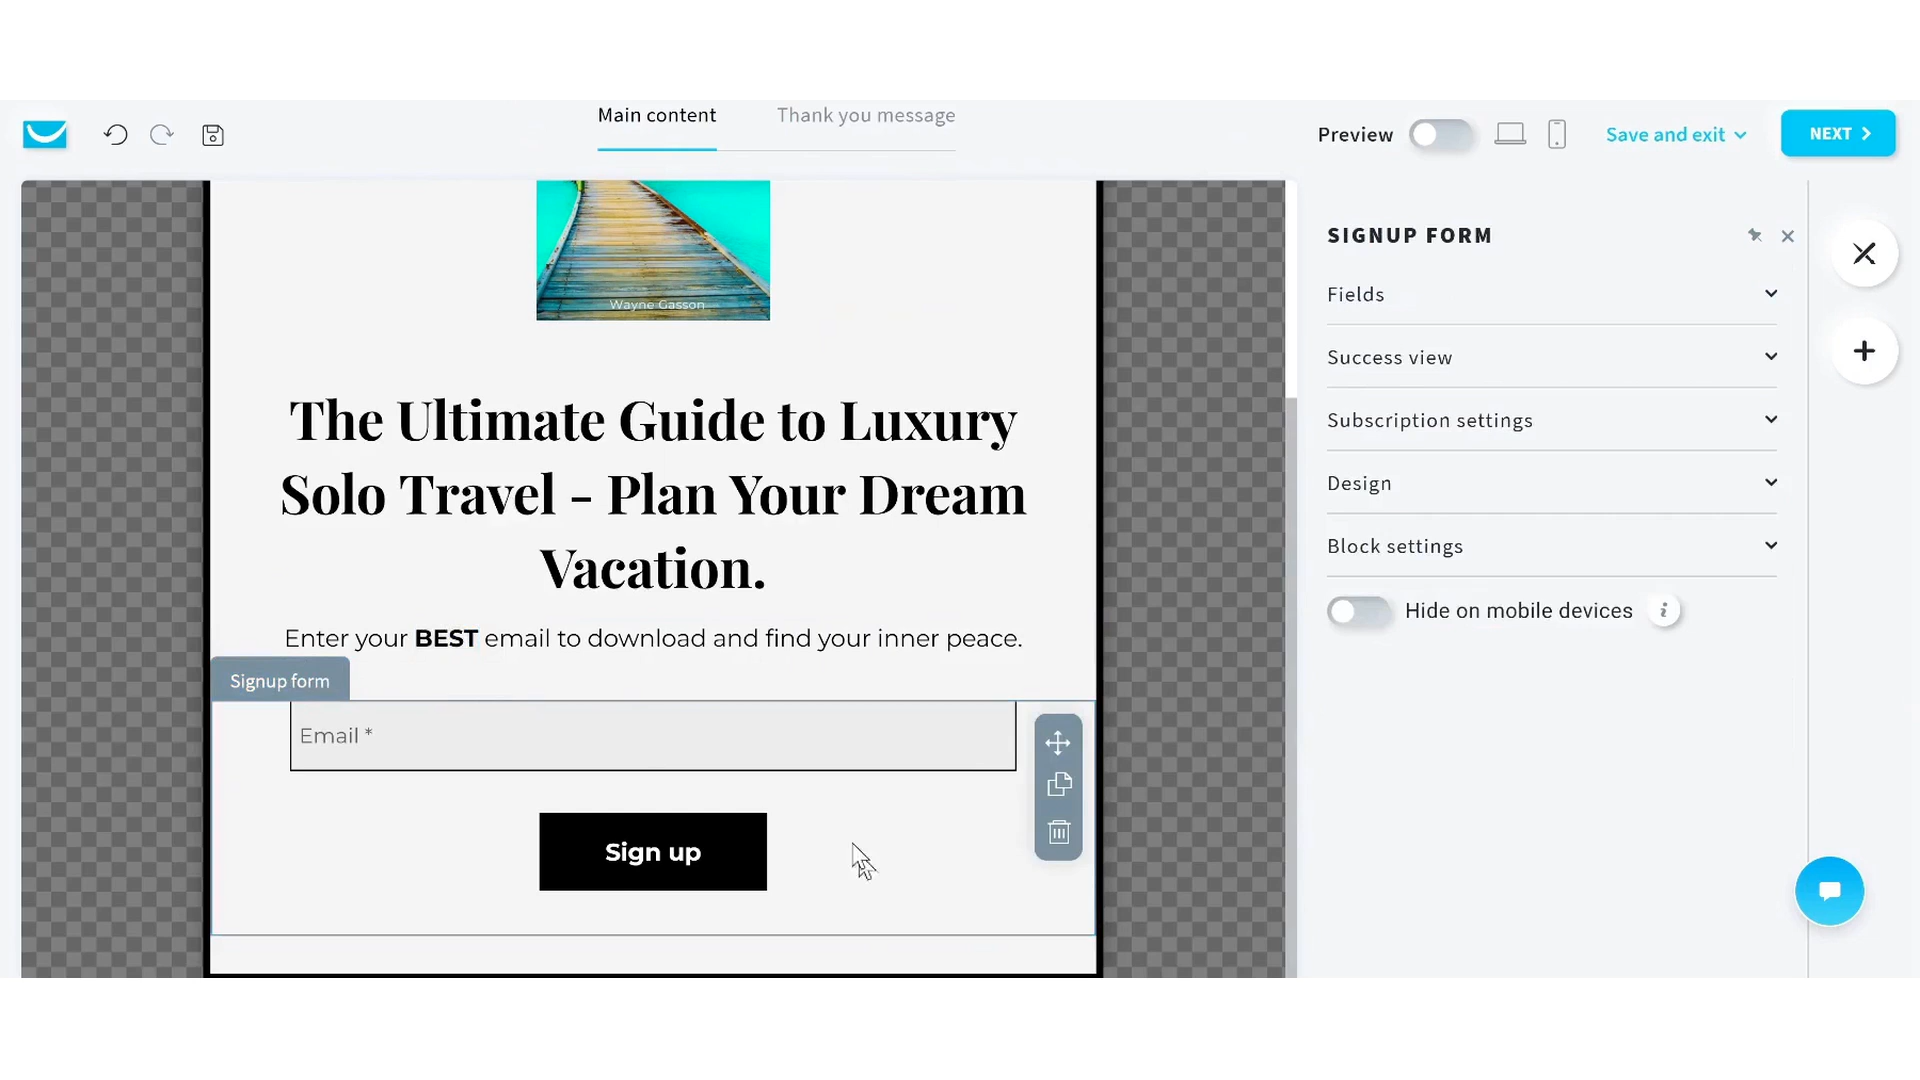 Main content
Thank you message
Preview
Save and exit
NEXT
Wayne Gasson
The Ultimate Guide to Luxury
Solo Travel - Plan Your Dream
Vacation.
Enter your BEST email to download and find your inner peace.
Signup form
Email *
Sign up
SIGNUP FORM
Fields
Success view
Subscription settings
Design
Block settings
Hide on mobile devices